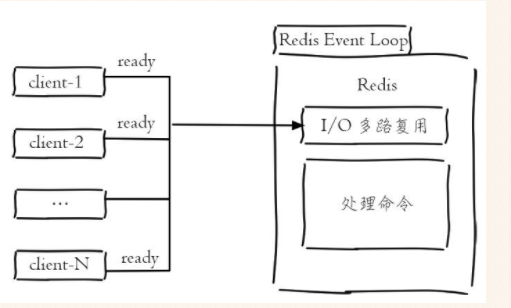 Redis Event Loop
ready
client-1
Redis
ready
I/O 多路复用
client-2
...
处理命令
ready
client-N